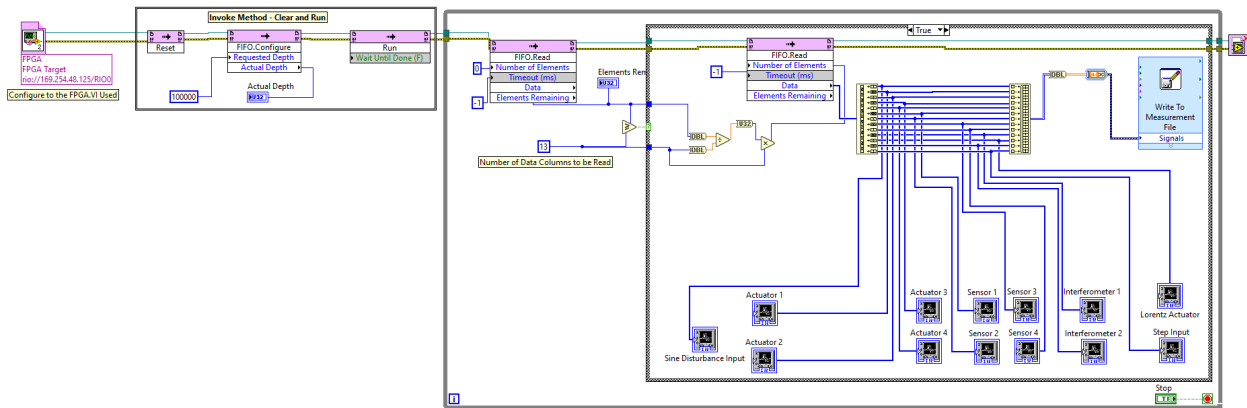 Invoke Method - Clear and Run
FPGA
FPGA Target
rio://169.254.48.125/RIO0
Configure to the FPGA.VI Used
Reset
FIFO.Configure
Requested Depth
Actual Depth
100000
Actual Depth
U32
Run
Wait Until Done (F)
FIFO.Read
Number of Elements
Timeout (ms)
Data
Elements Remaining
0
-1
Elements Rem
U32
13
Number of Data Columns to be Read
True
DBL
DBL
U32
-1
FIFO.Read
Number of Elements
Timeout (ms)
Data
Elements Remaining
DBL
Write To
Measurement
File
Signals
Sine Disturbance Input
Actuator 1
Actuator 2
Actuator 3
Actuator 4
Sensor 1
Sensor 2
Sensor 3
Sensor 4
Interferometer 1
Interferometer 2
Lorentz Actuator
Step Input
Stop
TF
i